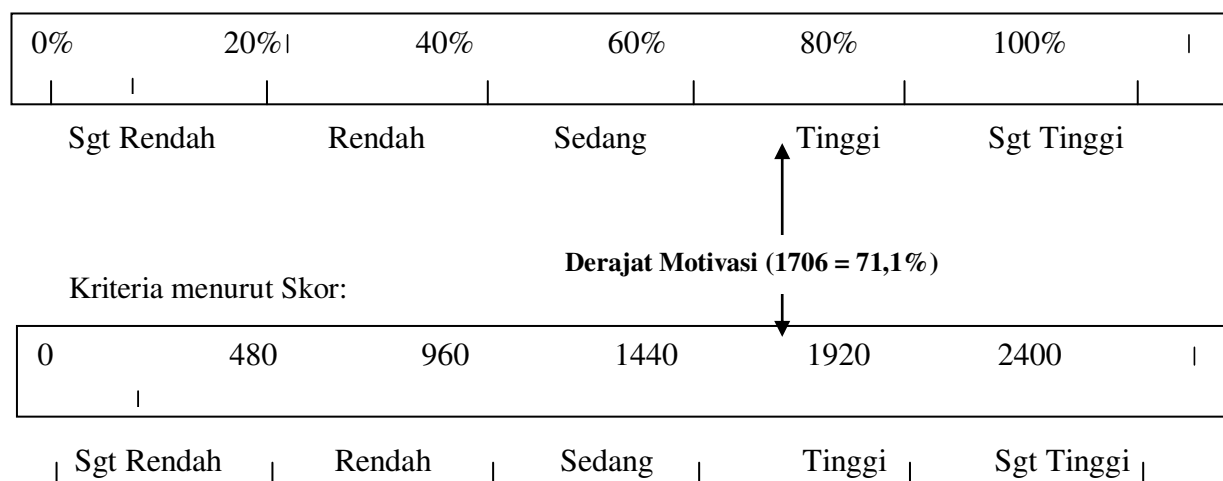 0% 20% 40% 60% 80% 100%
Sgt Rendah Rendah Sedang Tinggi Sgt Tinggi
Derajat Motivasi (1706 = 71,1%)
Kriteria menurut Skor:
0 480 960 1440 1920 2400
Sgt Rendah Rendah Sedang Tinggi Sgt Tinggi